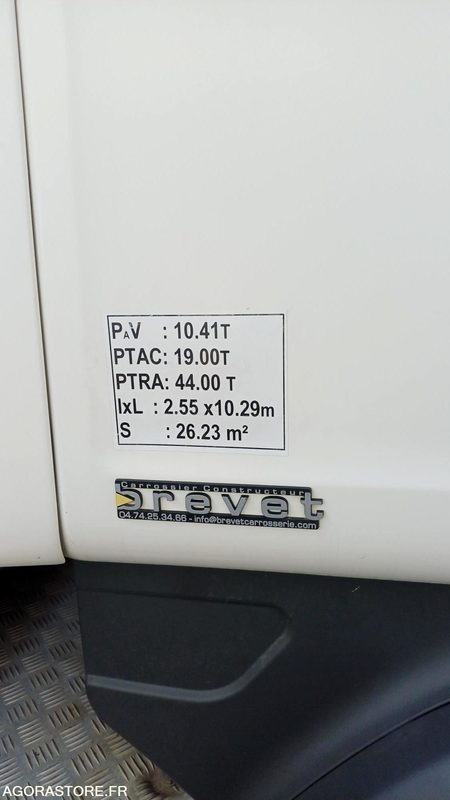 PAV : 10.41T
PTAC: 19.00T
PTRA: 44.00 T
lxL : 2.55 x10.29m
S : 26.23 m²
Carrossier Constructeur
brevet
04.74.25.34.66 - info@brevetcarrosserie.com
AGORASTORE.FR